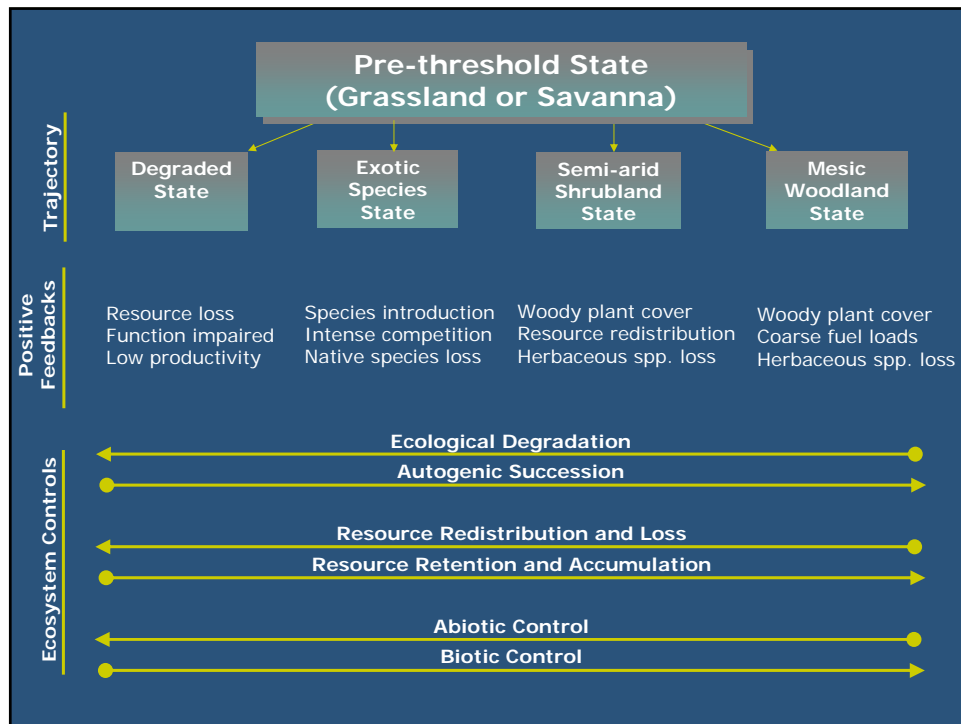 Pre-threshold State
(Grassland or Savanna)
Trajectory
Degraded
State
Exotic
Species
State
Semi-arid
Shrubland
State
Mesic
Woodland
State
Positive
Feedbacks
Resource loss
Function impaired
Low productivity
Species introduction
Intense competition
Native species loss
Woody plant cover
Resource redistribution
Herbaceous spp. loss
Woody plant cover
Coarse fuel loads
Herbaceous spp. loss
Ecosystem Controls
Ecological Degradation
Autogenic Succession
Resource Redistribution and Loss
Resource Retention and Accumulation
Abiotic Control
Biotic Control